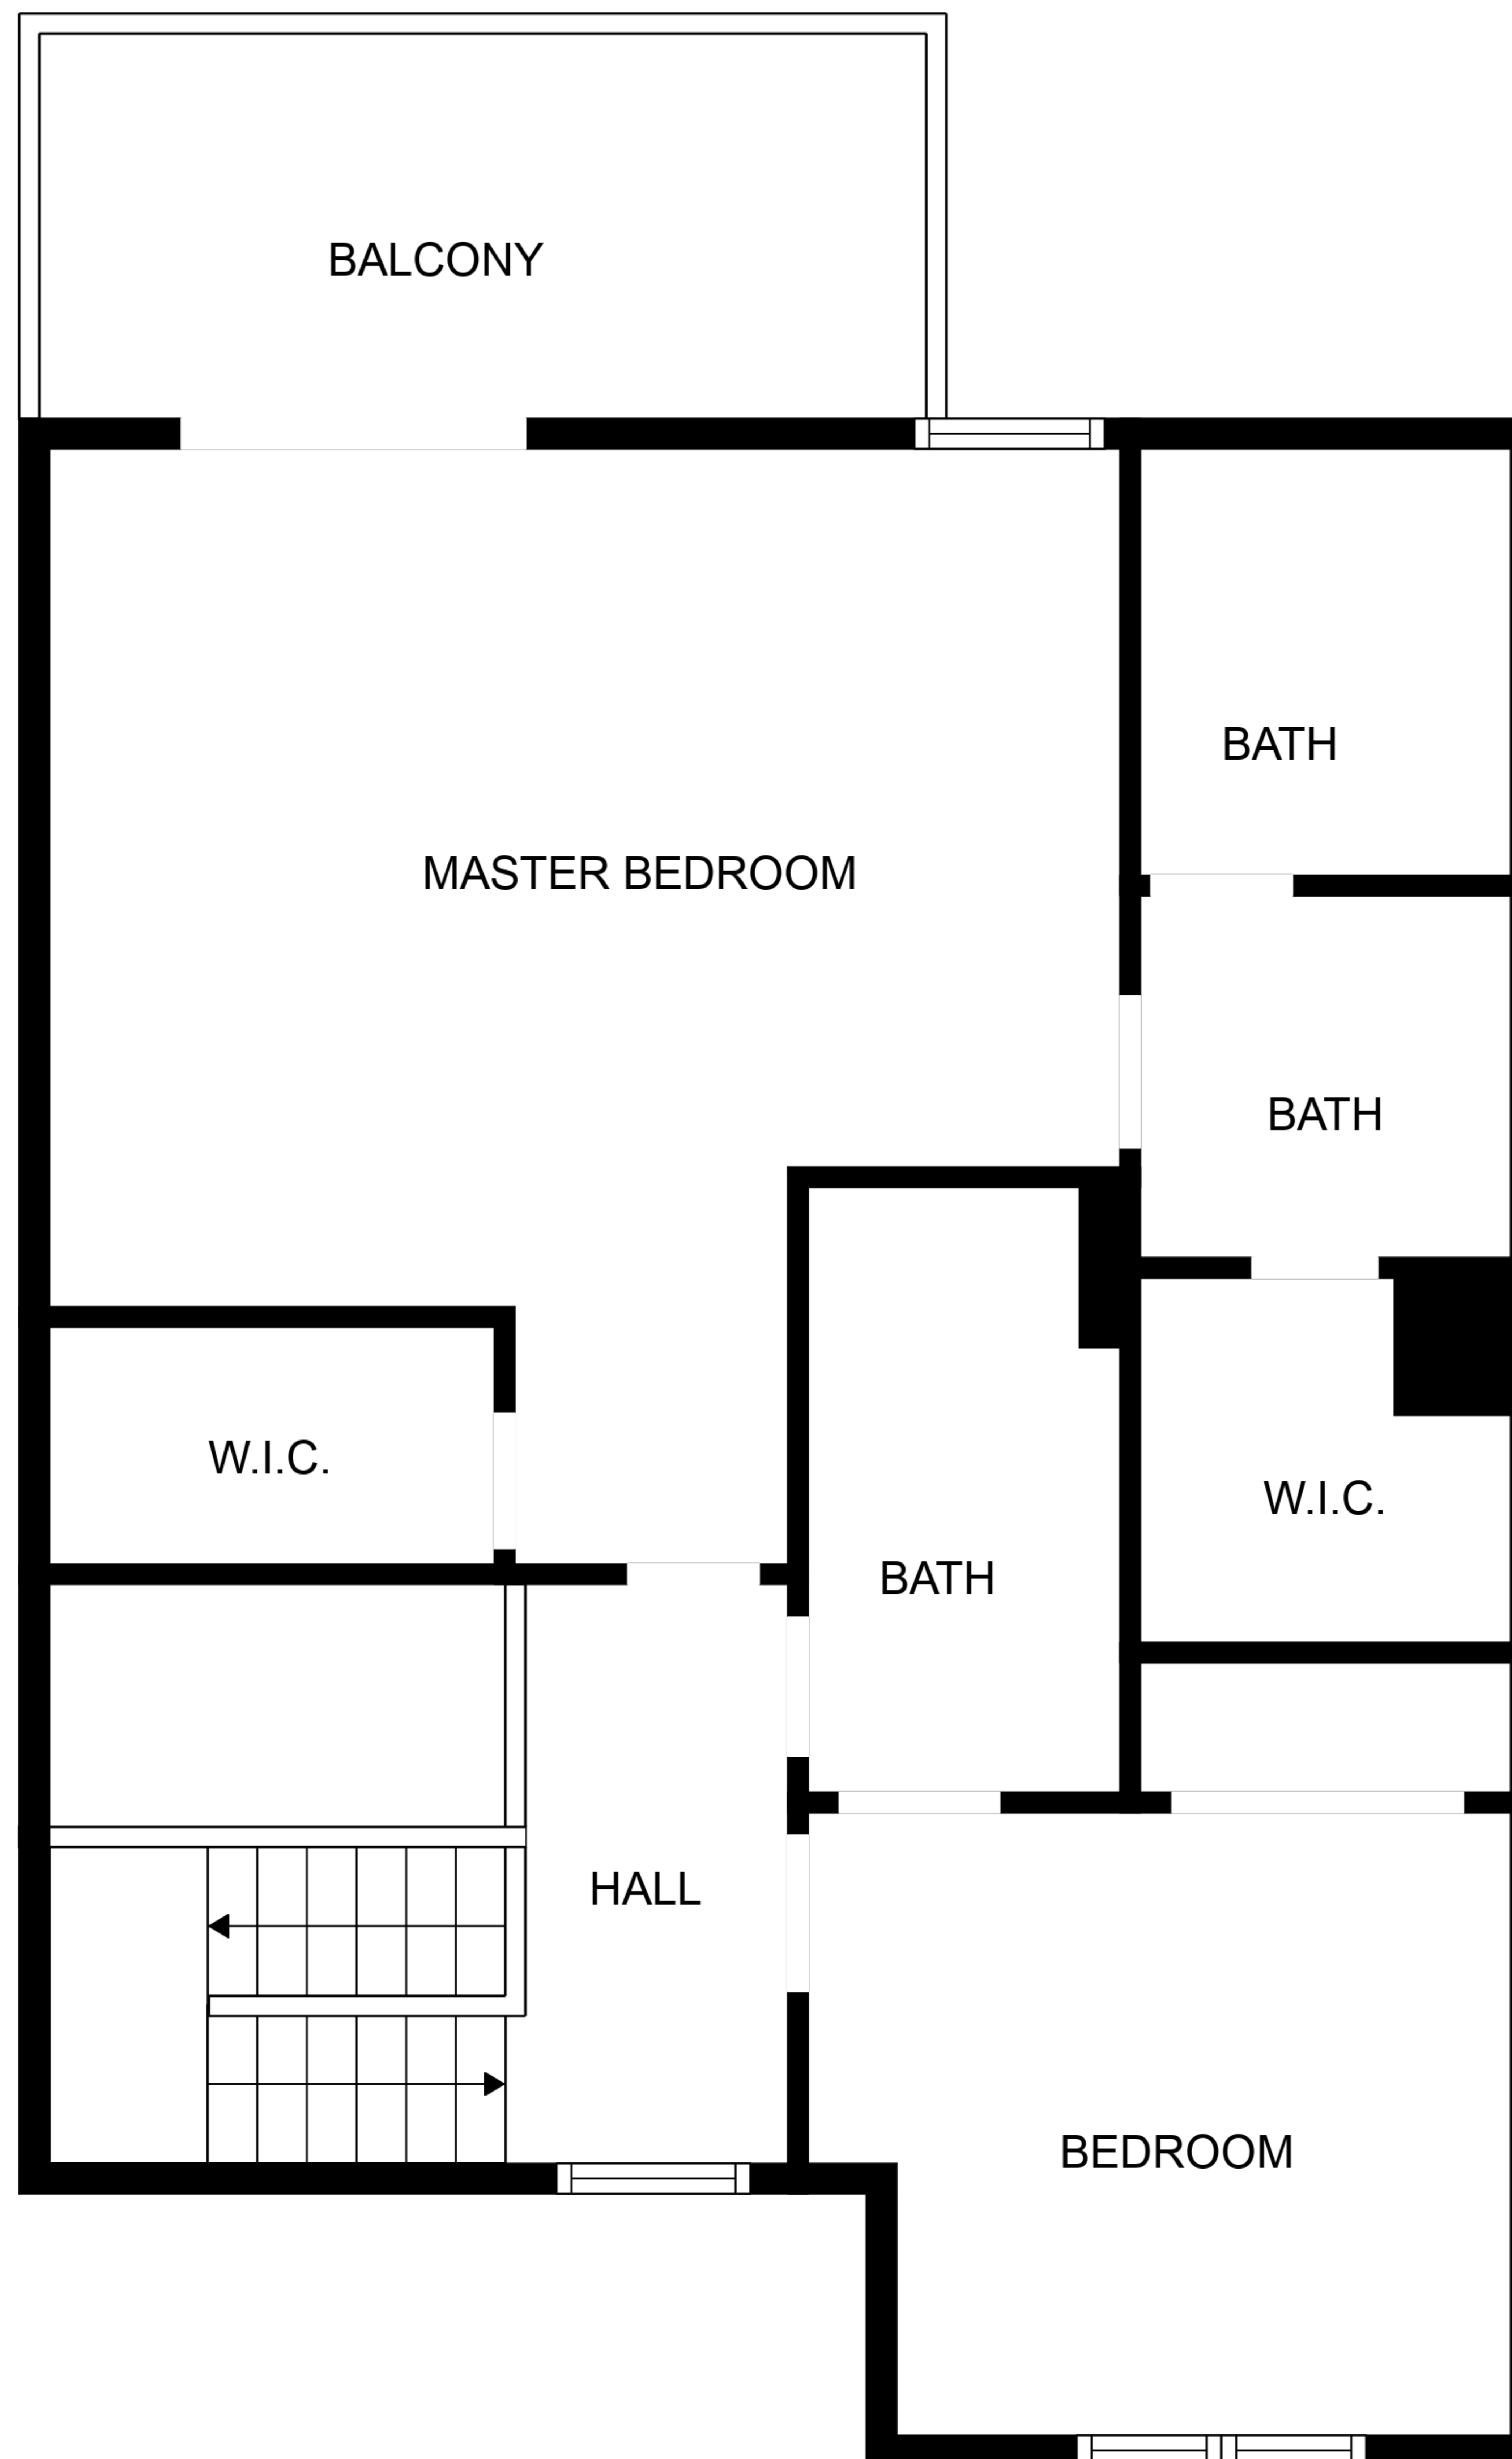 BALCONY
BATH
MASTER BEDROOM
BATH
W.I.C.
W.I.C.
BATH
HALL
BEDROOM